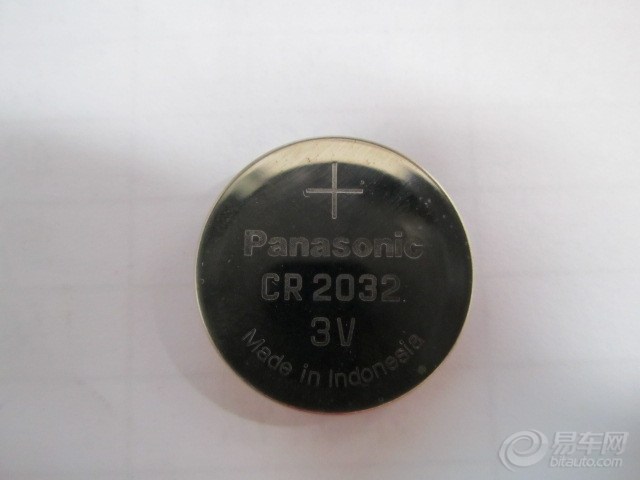 +
Panasonic
CR 2032
3V
Made in Indonesia
易车网
bitauto.com